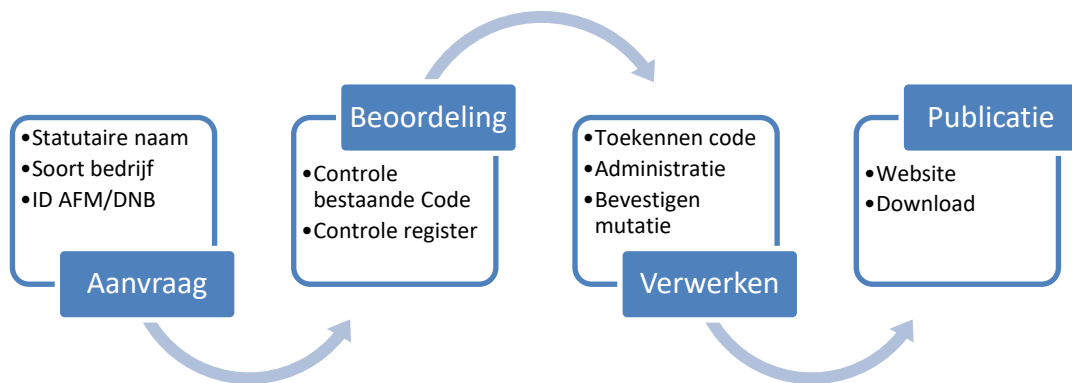 •Statutaire naam
•Soort bedrijf
•ID AFM/DNB
Aanvraag
Beoordeling
•Controle
bestaande Code
•Controle register
•Toekennen code
•Administratie
•Bevestigen
mutatie
Verwerken
Publicatie
•Website
•Download